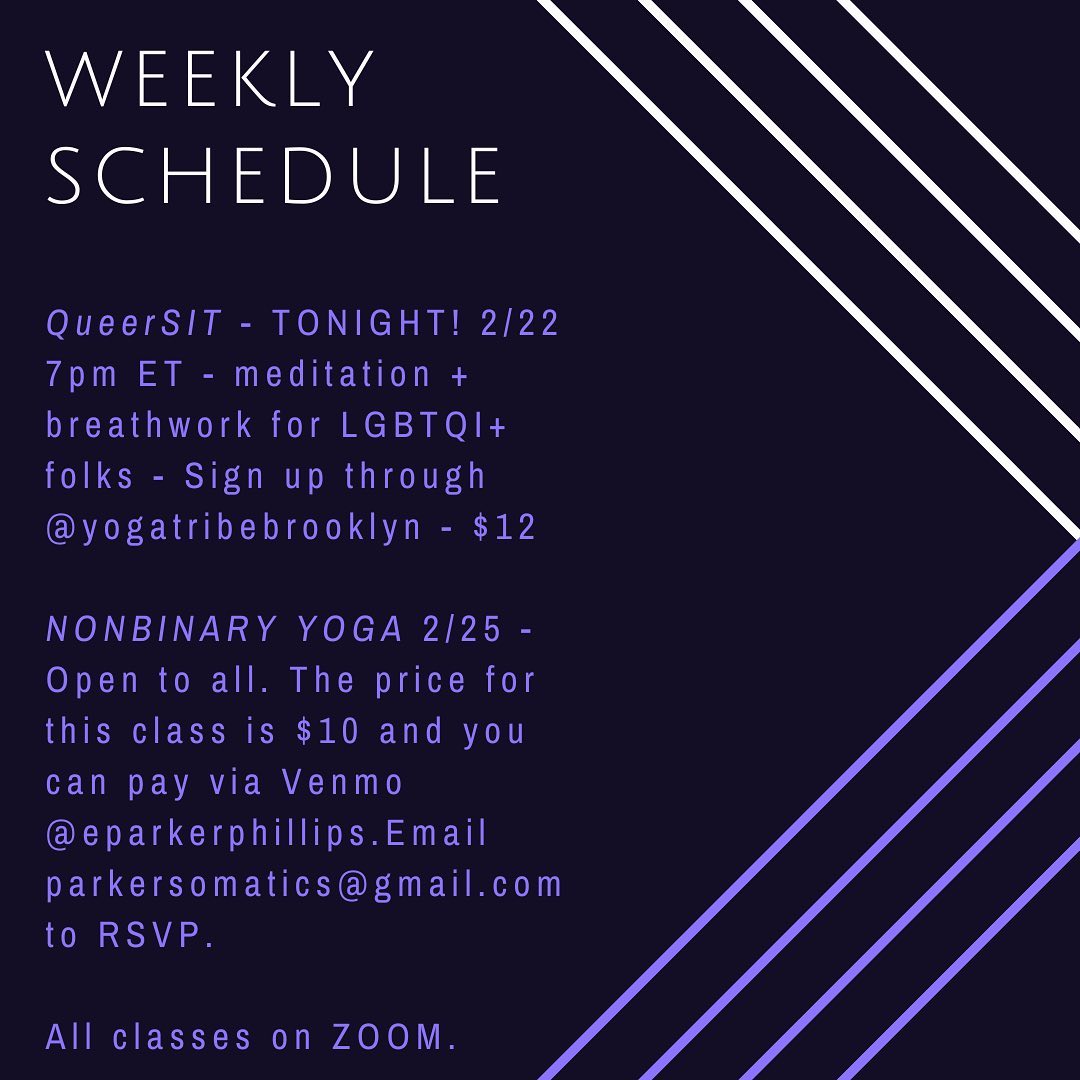 WEEKLY
SCHEDULE
QueerSIT - TONIGHT! 2/22
7pm ET - meditation +
breathwork for LGBTQI+
folks - Sign up through
@yogatribebrooklyn - $12
NONBINARY YOGA 2/25 -
Open to all. The price for
this class is $10 and you
can pay via Venmo
@eparkerphillips.Email
parkersomatics@gmail.com
to RSVP.
All classes on ZOOM.